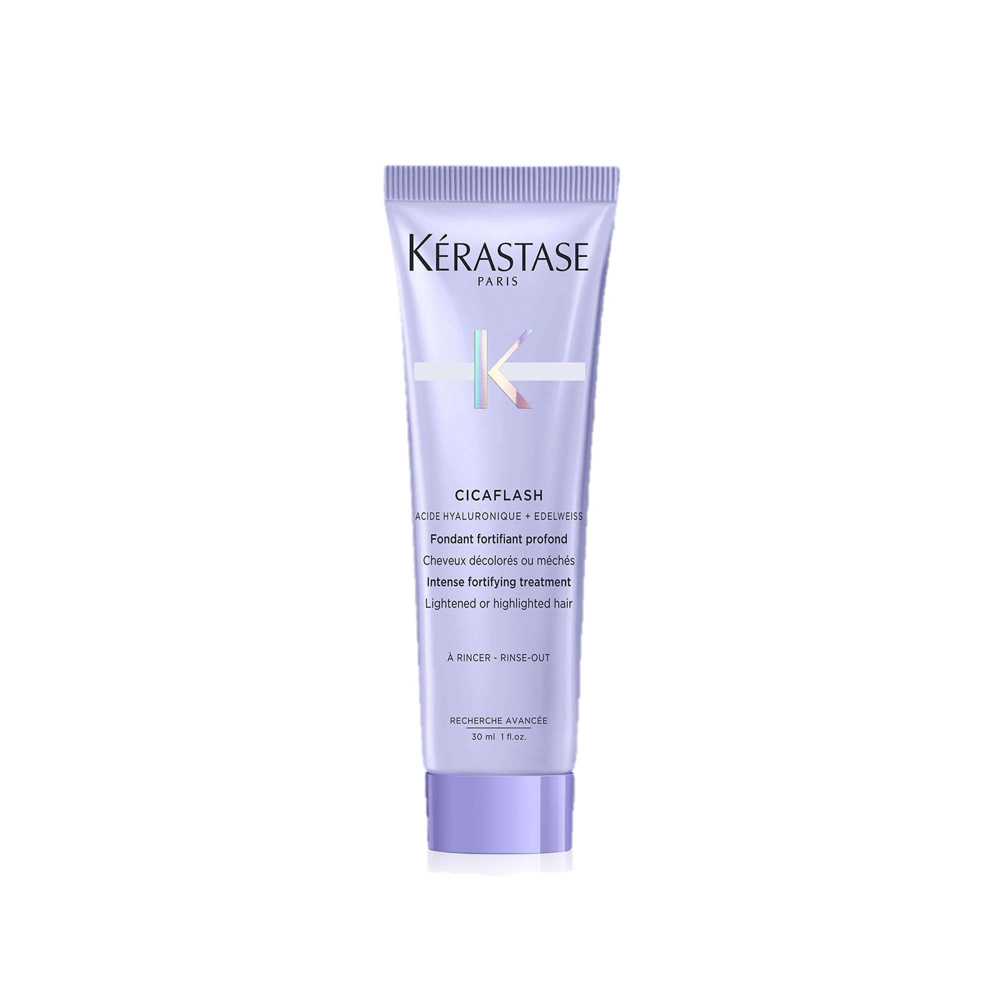 KÉRASTASE
PARIS
K
CICAFLASH
ACIDE HYALURONIQUE + EDELWEISS
Fondant fortifiant profond
Cheveux décolorés ou méchés
Intense fortifying treatment
Lightened or highlighted hair
À RINCER - RINSE-OUT
RECHERCHE AVANCÉE
30 ml 1 fl.oz.